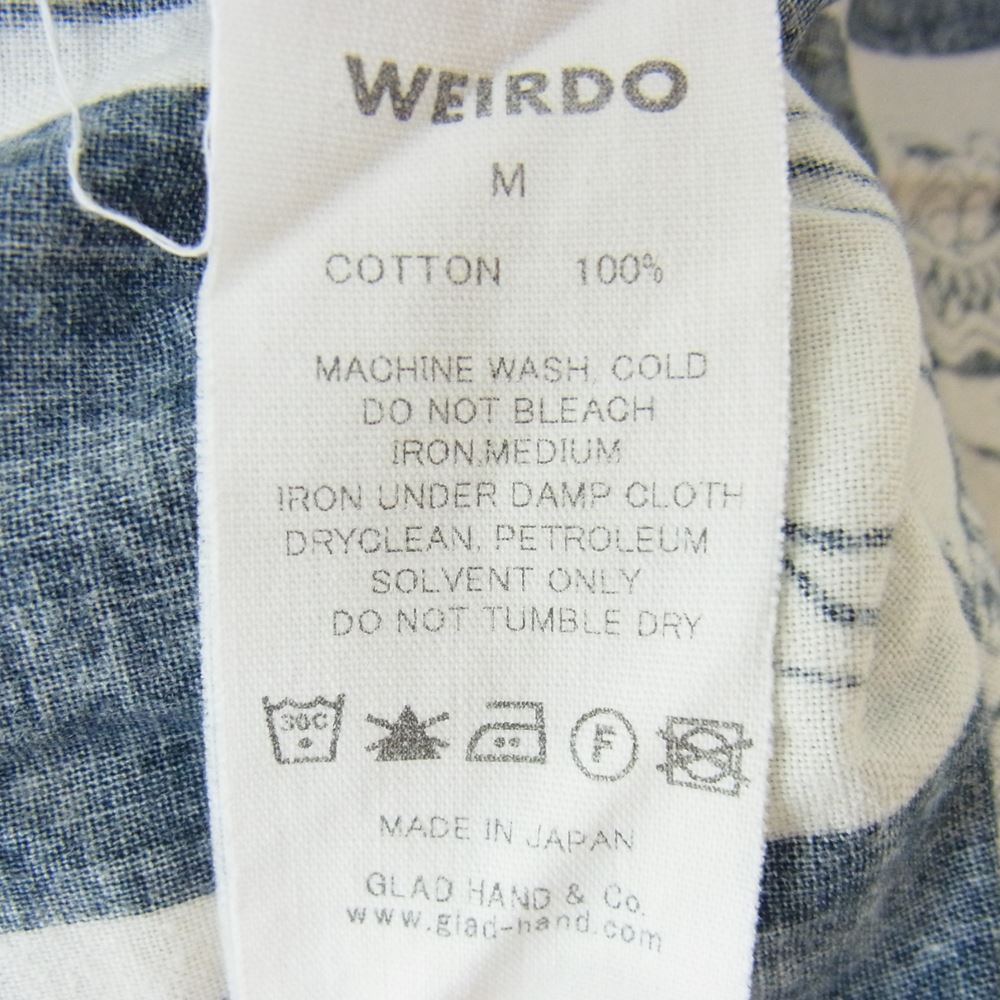 WEIRDO
M
COTTON 100%
MACHINE WASH, COLD
DO NOT BLEACH
IRON,MEDIUM
IRON UNDER DAMP CLOTH
DRYCLEAN, PETROLEUM
SOLVENT ONLY
DO NOT TUMBLE DRY
30C F
MADE IN JAPAN
GLAD HAND & Co.
www.glad-hand.com